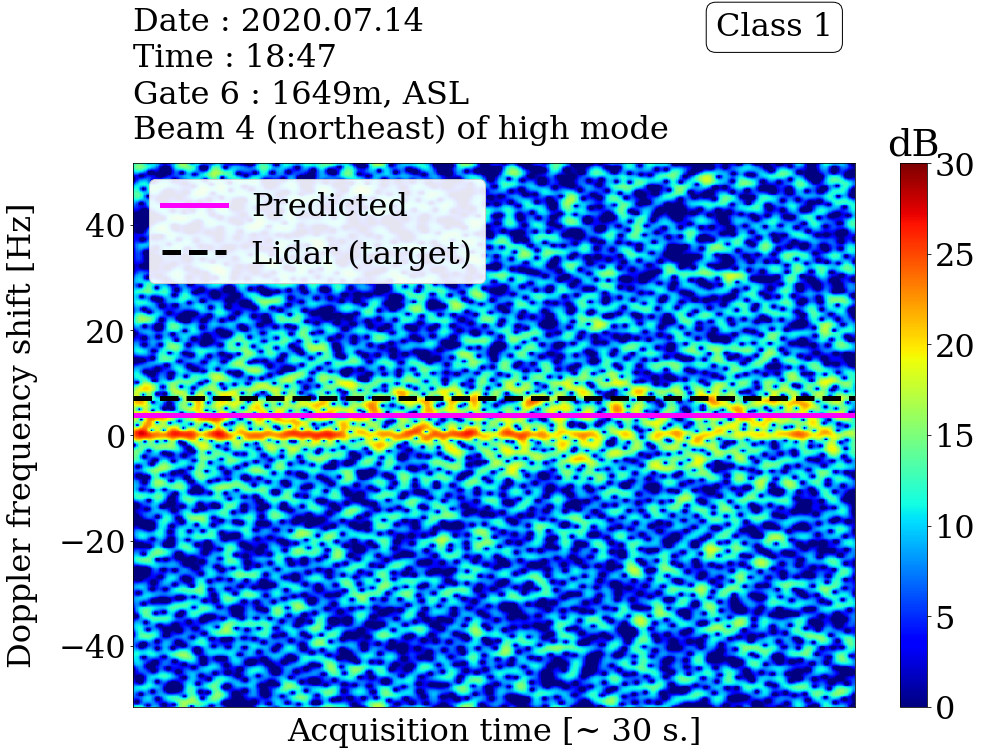 Date : 2020.07.14
Time : 18:47
Gate 6 : 1649m, ASL
Beam 4 (northeast) of high mode
Class 1
dB
Predicted
Lidar (target)
Doppler frequency shift [Hz]
40
20
0
−20
−40
Acquisition time [~ 30 s.]
30
25
20
15
10
5
0